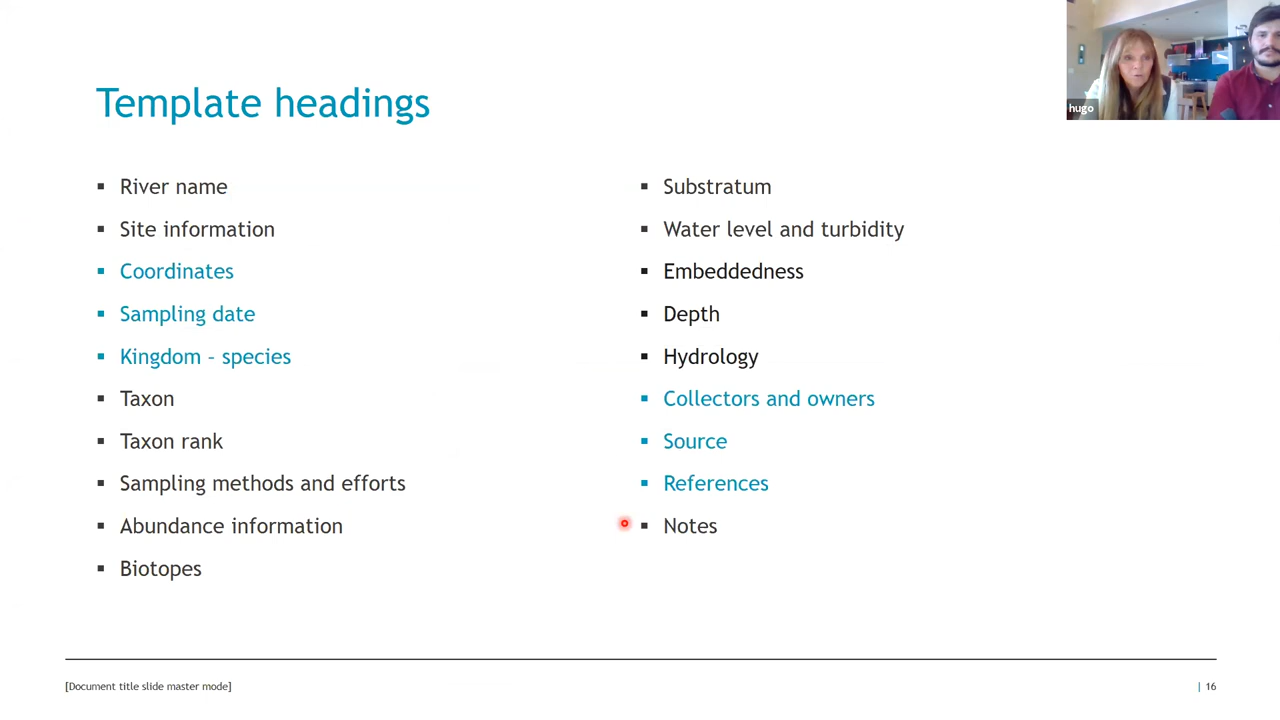 hugo
Template headings
▪ River name
▪ Site information
▪ Coordinates
▪ Sampling date
▪ Kingdom – species
▪ Taxon
▪ Taxon rank
▪ Sampling methods and efforts
▪ Abundance information
▪ Biotopes
▪ Substratum
▪ Water level and turbidity
▪ Embeddedness
▪ Depth
▪ Hydrology
▪ Collectors and owners
▪ Source
▪ References
▪ Notes
[Document title slide master mode]
| 16